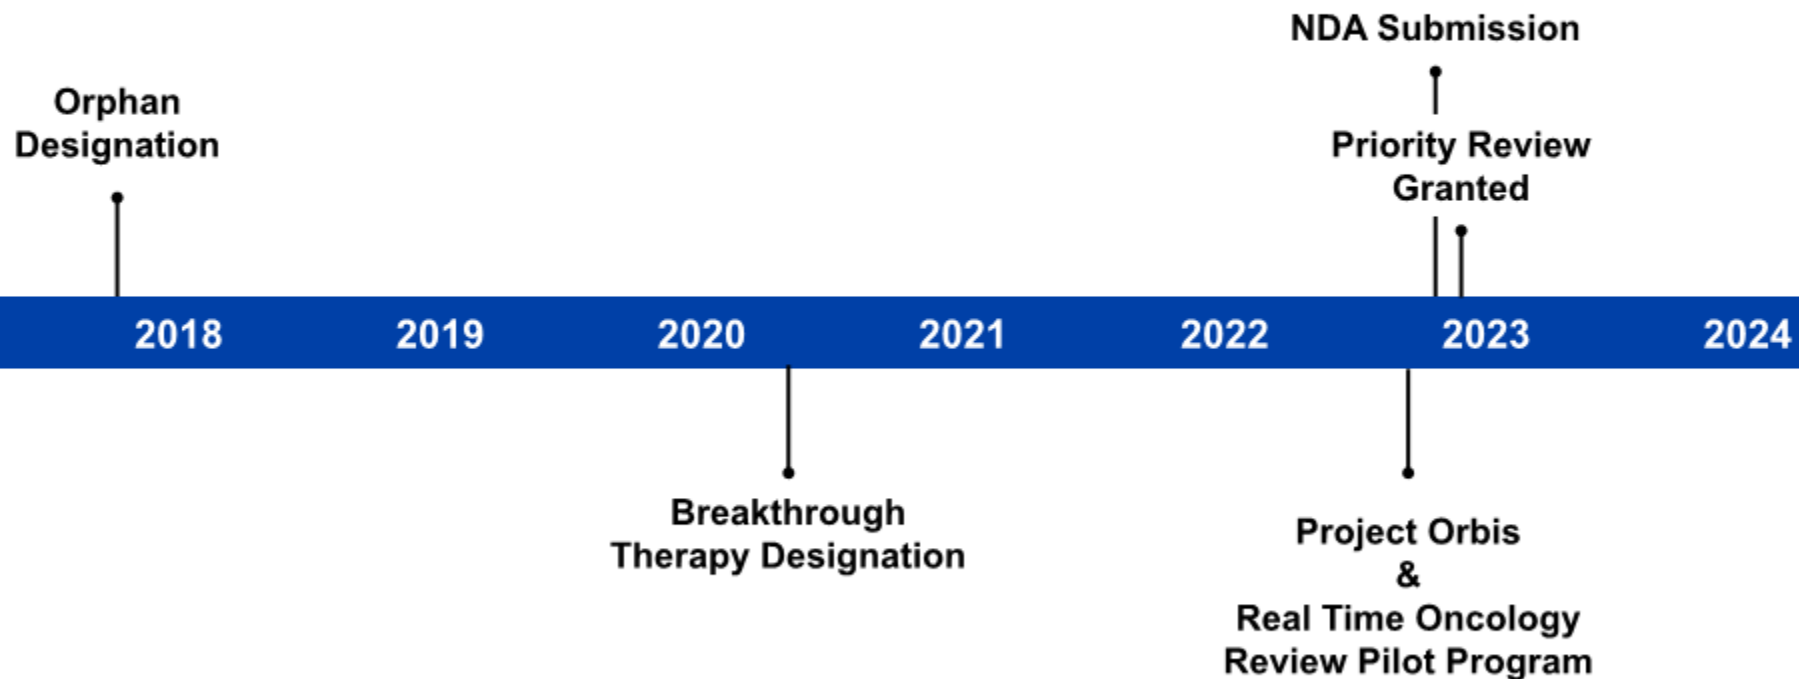 NDA Submission
Orphan
Designation
Priority Review
Granted
2018 2019 2020 2021 2022 2023 2024
Breakthrough
Therapy Designation
Project Orbis
&
Real Time Oncology
Review Pilot Program